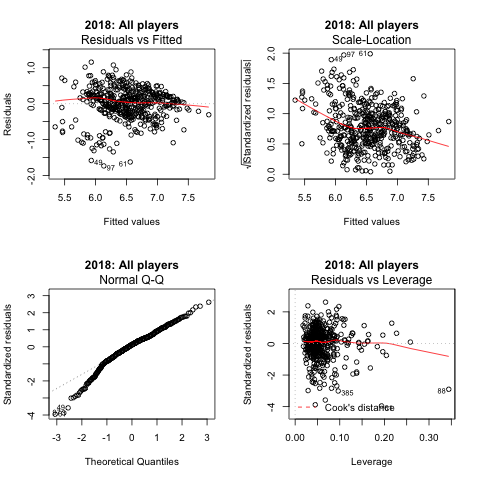 2018: All players
Residuals vs Fitted
Residuals
1.0
0.0
-1.0
-2.0
49
97
61
5.5 6.0 6.5 7.0 7.5
Fitted values
2018: All players
Scale-Location
√|Standardized residuals|
2.0
1.5
1.0
0.5
0.0
49
97
61
5.5 6.0 6.5 7.0 7.5
Fitted values
2018: All players
Normal Q-Q
Standardized residuals
3
2
0
-2
-4
49
61
-3 -2 -1 0 1 2 3
Theoretical Quantiles
2018: All players
Residuals vs Leverage
Standardized residuals
2
0
-2
-4
385
88
Cook's distance
0.00 0.10 0.20 0.30
Leverage